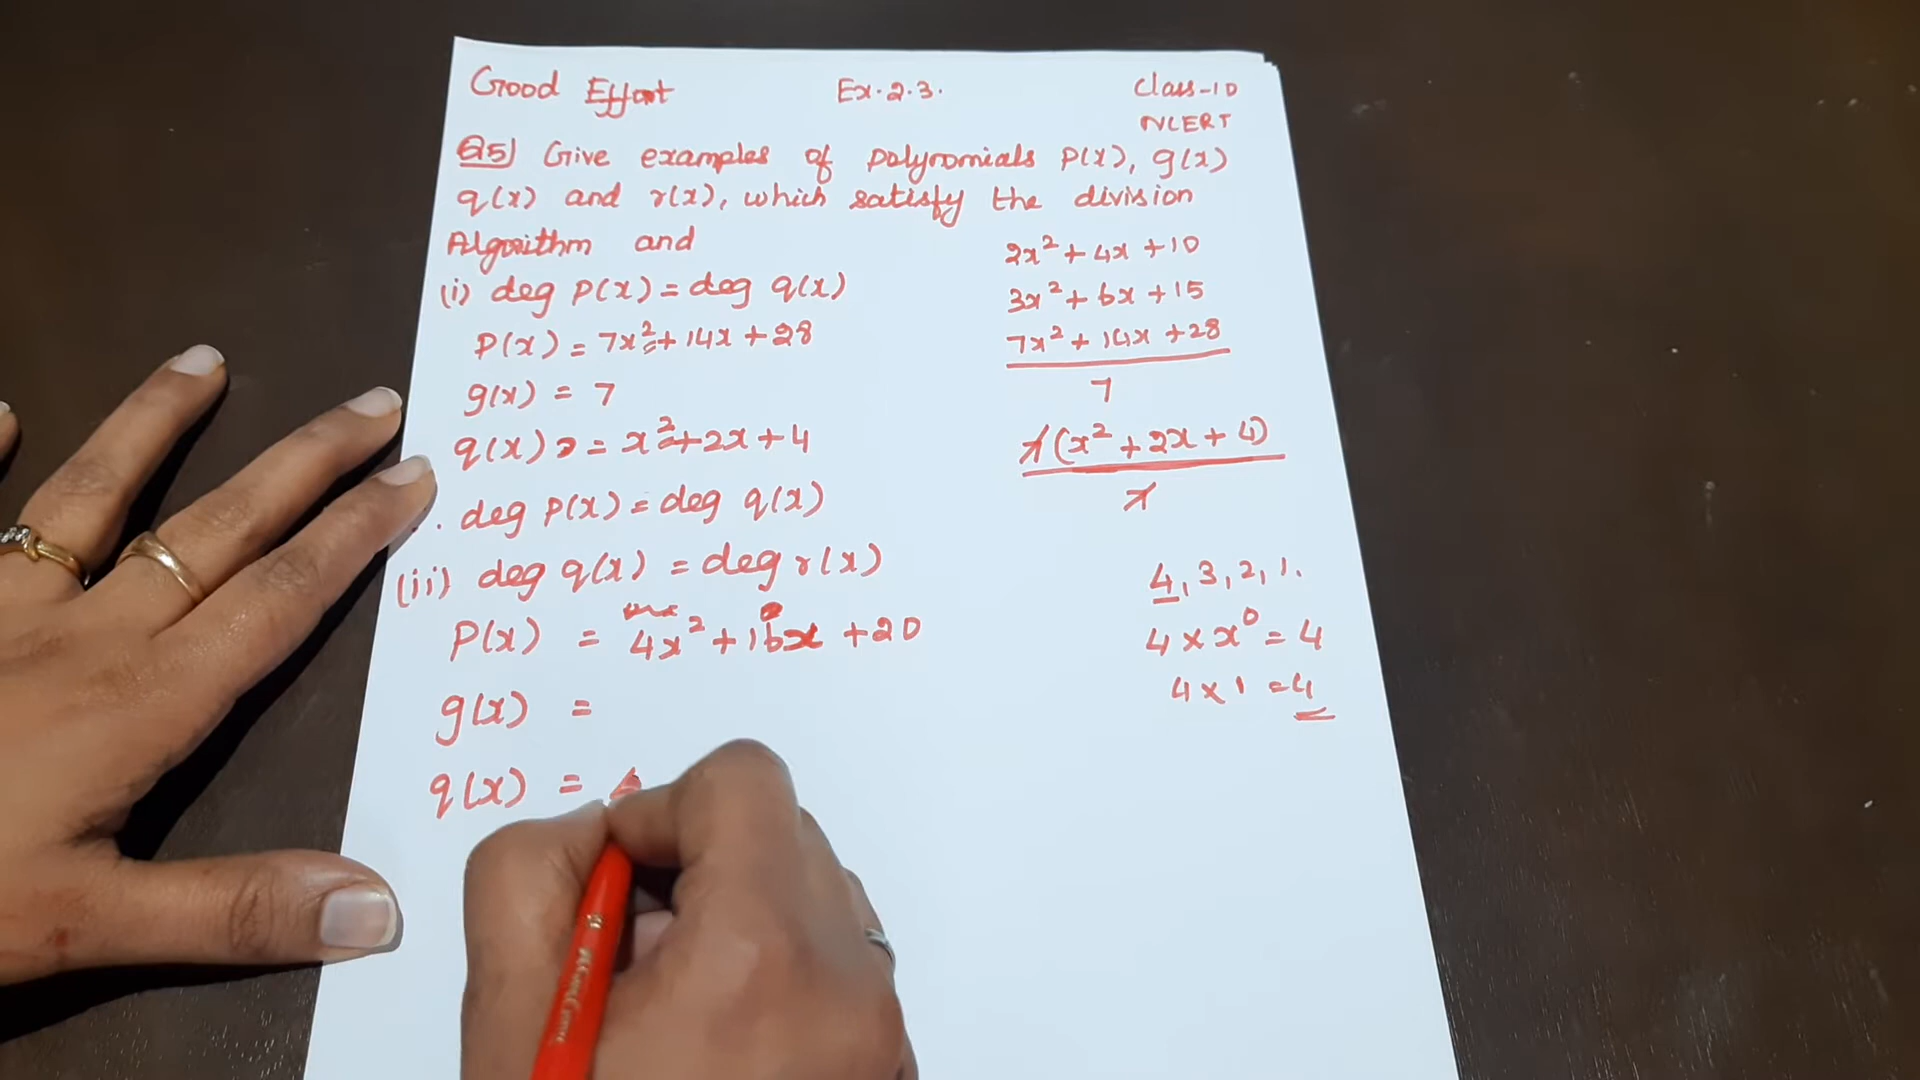 Good Effort Ex.2.3. Class-10
NCERT
Q5) Give examples of polynomials P(x), g(x)
q(x) and r(x), which satisfy the division
Algorithm and
(i) deg P(x) = deg q(x)
P(x) = 7x²+14x+28
g(x) = 7
q(x) = x²+2x+4
. deg P(x) = deg q(x)
(ii) deg q(x) = deg r(x)
P(x) = 4x²+16x+20
g(x) =
q(x) =
2x²+4x+10
3x²+6x+15
7x²+14x+28
7
7(x²+2x+4)
7
4, 3, 2, 1.
4 × x⁰ = 4
4 × 1 = 4